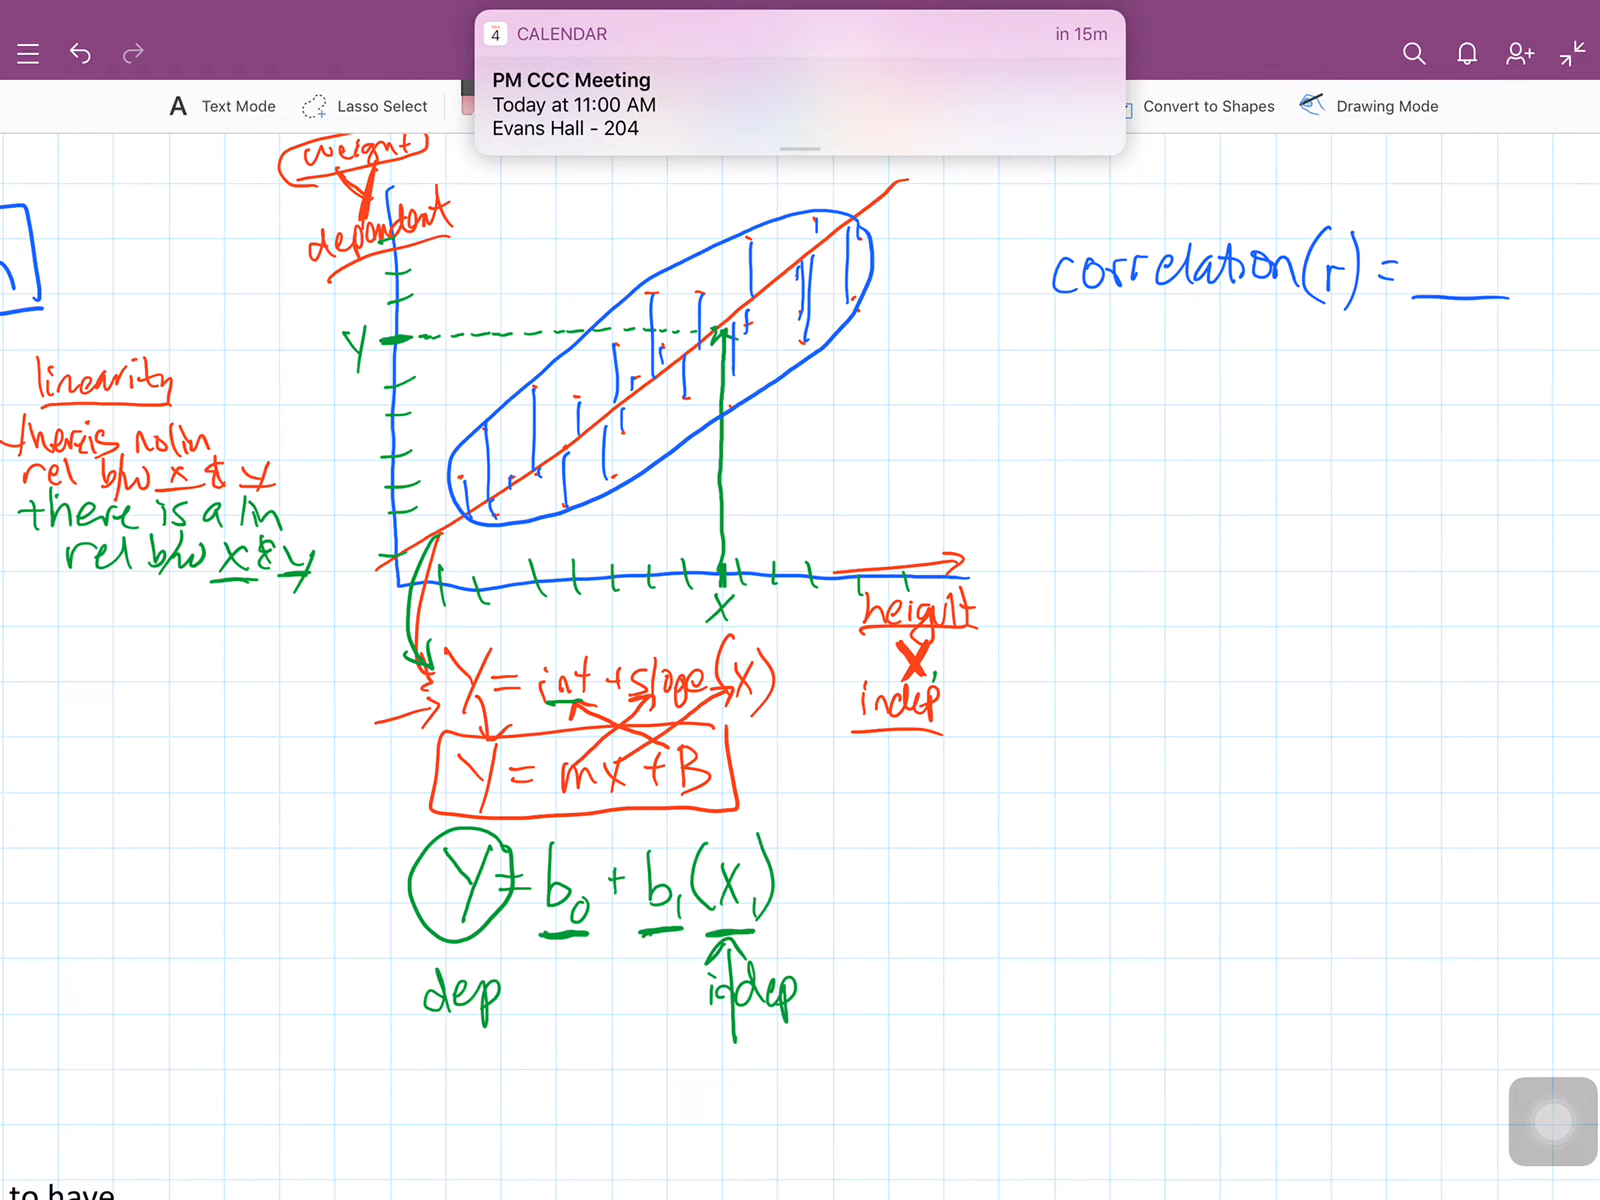 4 CALENDAR in 15m
PM CCC Meeting
Today at 11:00 AM
Evans Hall - 204
A Text Mode Lasso Select Convert to Shapes Drawing Mode
weight
Y
dependent
correlation(r) = ____
Y
linearity
there is no lin
rel b/w x & y
there is a lin
rel b/w x & y
r
r
r
r
X
height
X
indep
Y = int + slope(x)
Y = mx + B
Y = b₀ + b₁(x₁)
dep
indep
to have